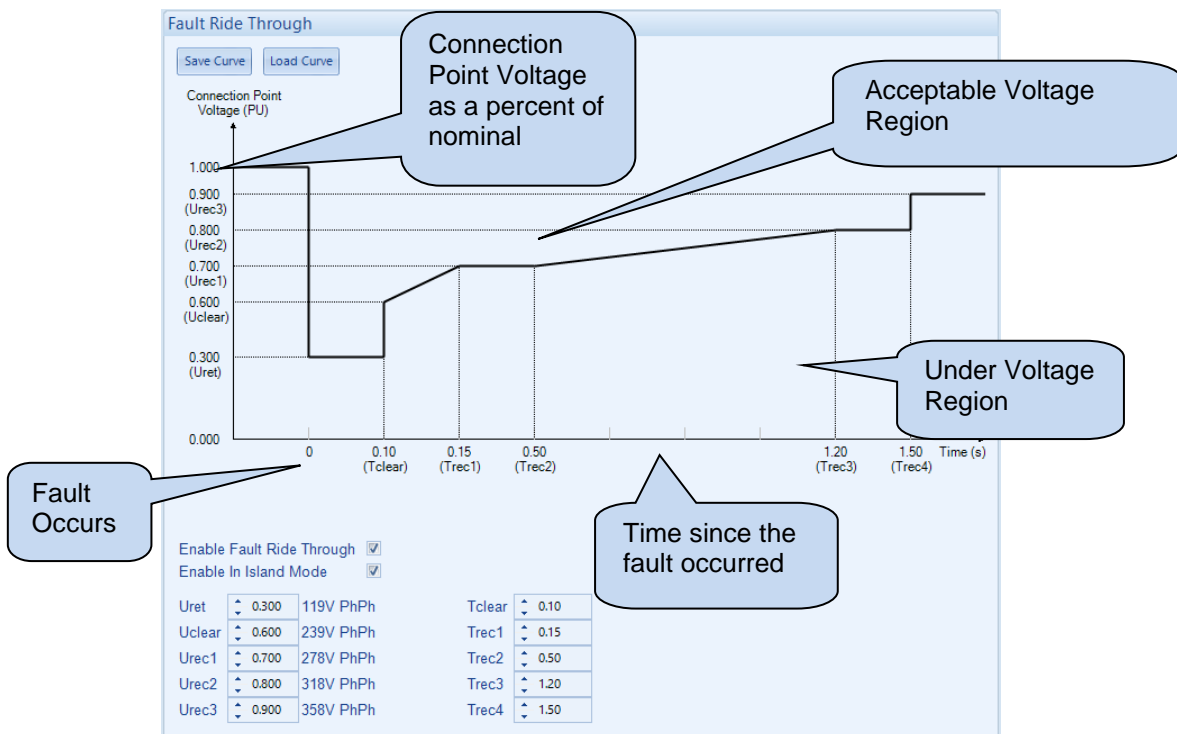 Fault Ride Through
Save Curve Load Curve
Connection Point
Voltage (PU)
Connection
Point Voltage
as a percent of
nominal
Acceptable Voltage
Region
1.000
0.900
(Urec3)
0.800
(Urec2)
0.700
(Urec1)
0.600
(Uclear)
0.300
(Uret)
0.000
Under Voltage
Region
0 0.10 0.15 0.50 1.20 1.50 Time (s)
(Tclear) (Trec1) (Trec2) (Trec3) (Trec4)
Fault
Occurs
Time since the
fault occurred
Enable Fault Ride Through
Enable In Island Mode
Uret 0.300 119V PhPh Tclear 0.10
Uclear 0.600 239V PhPh Trec1 0.15
Urec1 0.700 278V PhPh Trec2 0.50
Urec2 0.800 318V PhPh Trec3 1.20
Urec3 0.900 358V PhPh Trec4 1.50